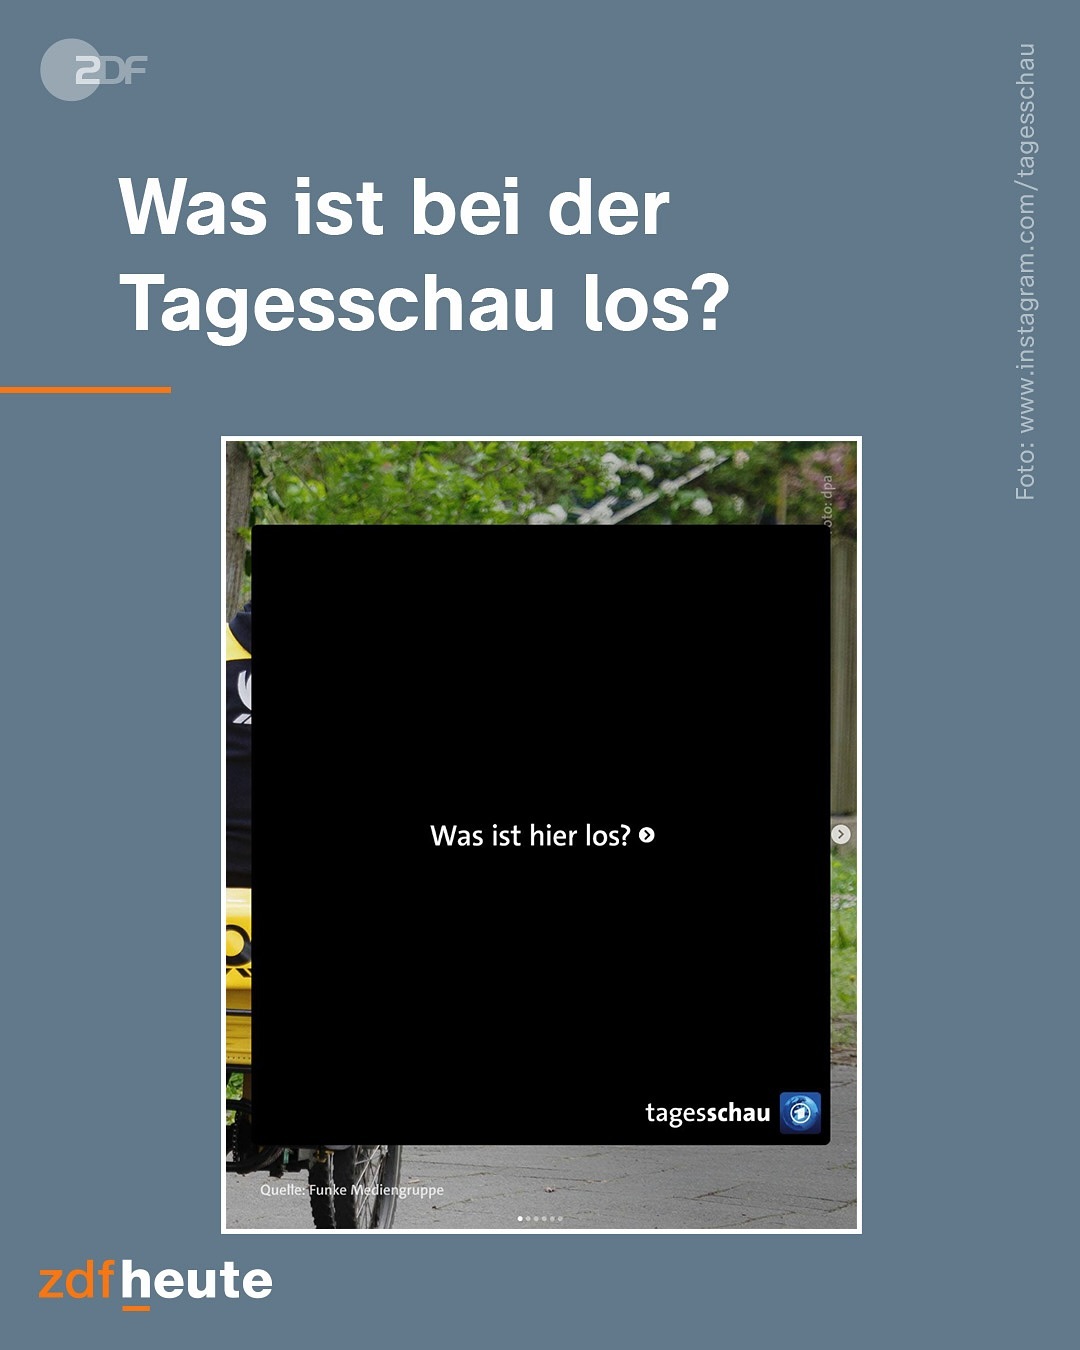 ZDF
Was ist bei der
Tagesschau los?
Foto: www.instagram.com/tagesschau
oto: dpa
Was ist hier los?
tagesschau
Quelle: Funke Mediengruppe
zdfheute